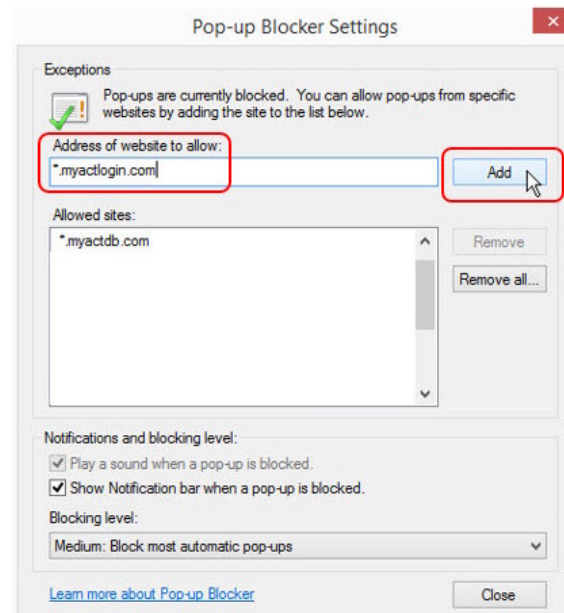 Pop-up Blocker Settings
Exceptions
Pop-ups are currently blocked. You can allow pop-ups from specific
websites by adding the site to the list below.
Address of website to allow:
*.myactlogin.com
Add
Allowed sites:
*.myactdb.com
Remove
Remove all...
Notifications and blocking level:
Play a sound when a pop-up is blocked.
Show Notification bar when a pop-up is blocked.
Blocking level:
Medium: Block most automatic pop-ups
Learn more about Pop-up Blocker
Close